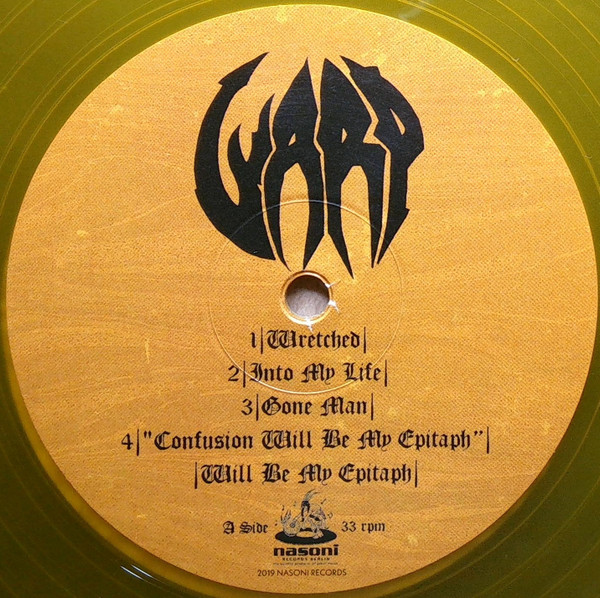 WARP
1|Wretched|
2|Into My Life|
3|Gone Man|
4|"Confusion Will Be My Epitaph"|
|Will Be My Epitaph|
A Side 33 rpm
nasoni
RECORDS BERLIN
2019 NASONI RECORDS